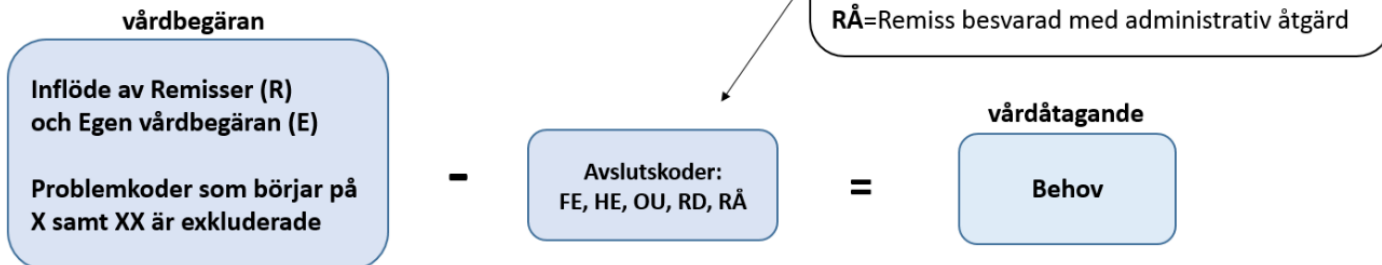 vårdbegäran
RÅ=Remiss besvarad med administrativ åtgärd
Inflöde av Remisser (R)
och Egen vårdbegäran (E)
Problemkoder som börjar på
X samt XX är exkluderade
-
Avslutskoder:
FE, HE, OU, RD, RÅ
=
vårdåtagande
Behov